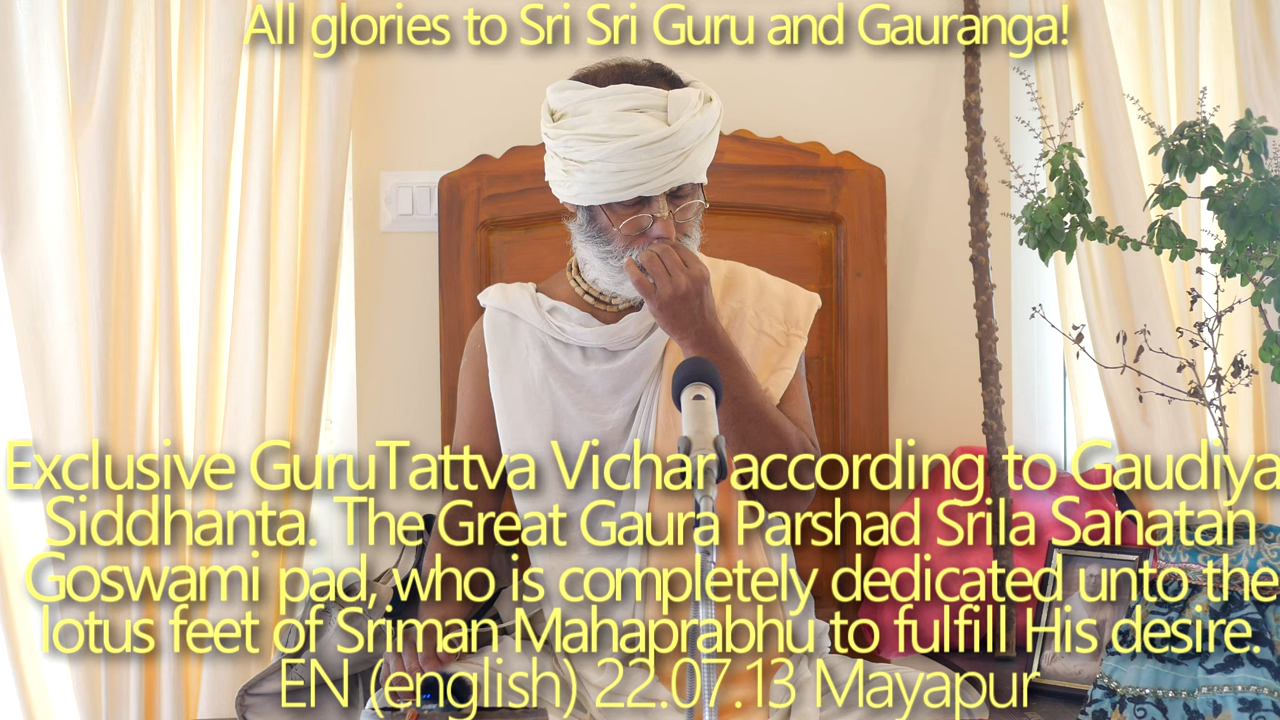 All glories to Sri Sri Guru and Gauranga!
Exclusive GuruTattva Vichar according to Gaudiya
Siddhanta. The Great Gaura Parshad Srila Sanatan
Goswami pad, who is completely dedicated unto the
lotus feet of Sriman Mahaprabhu to fulfill His desire.
EN (english) 22.07.13 Mayapur